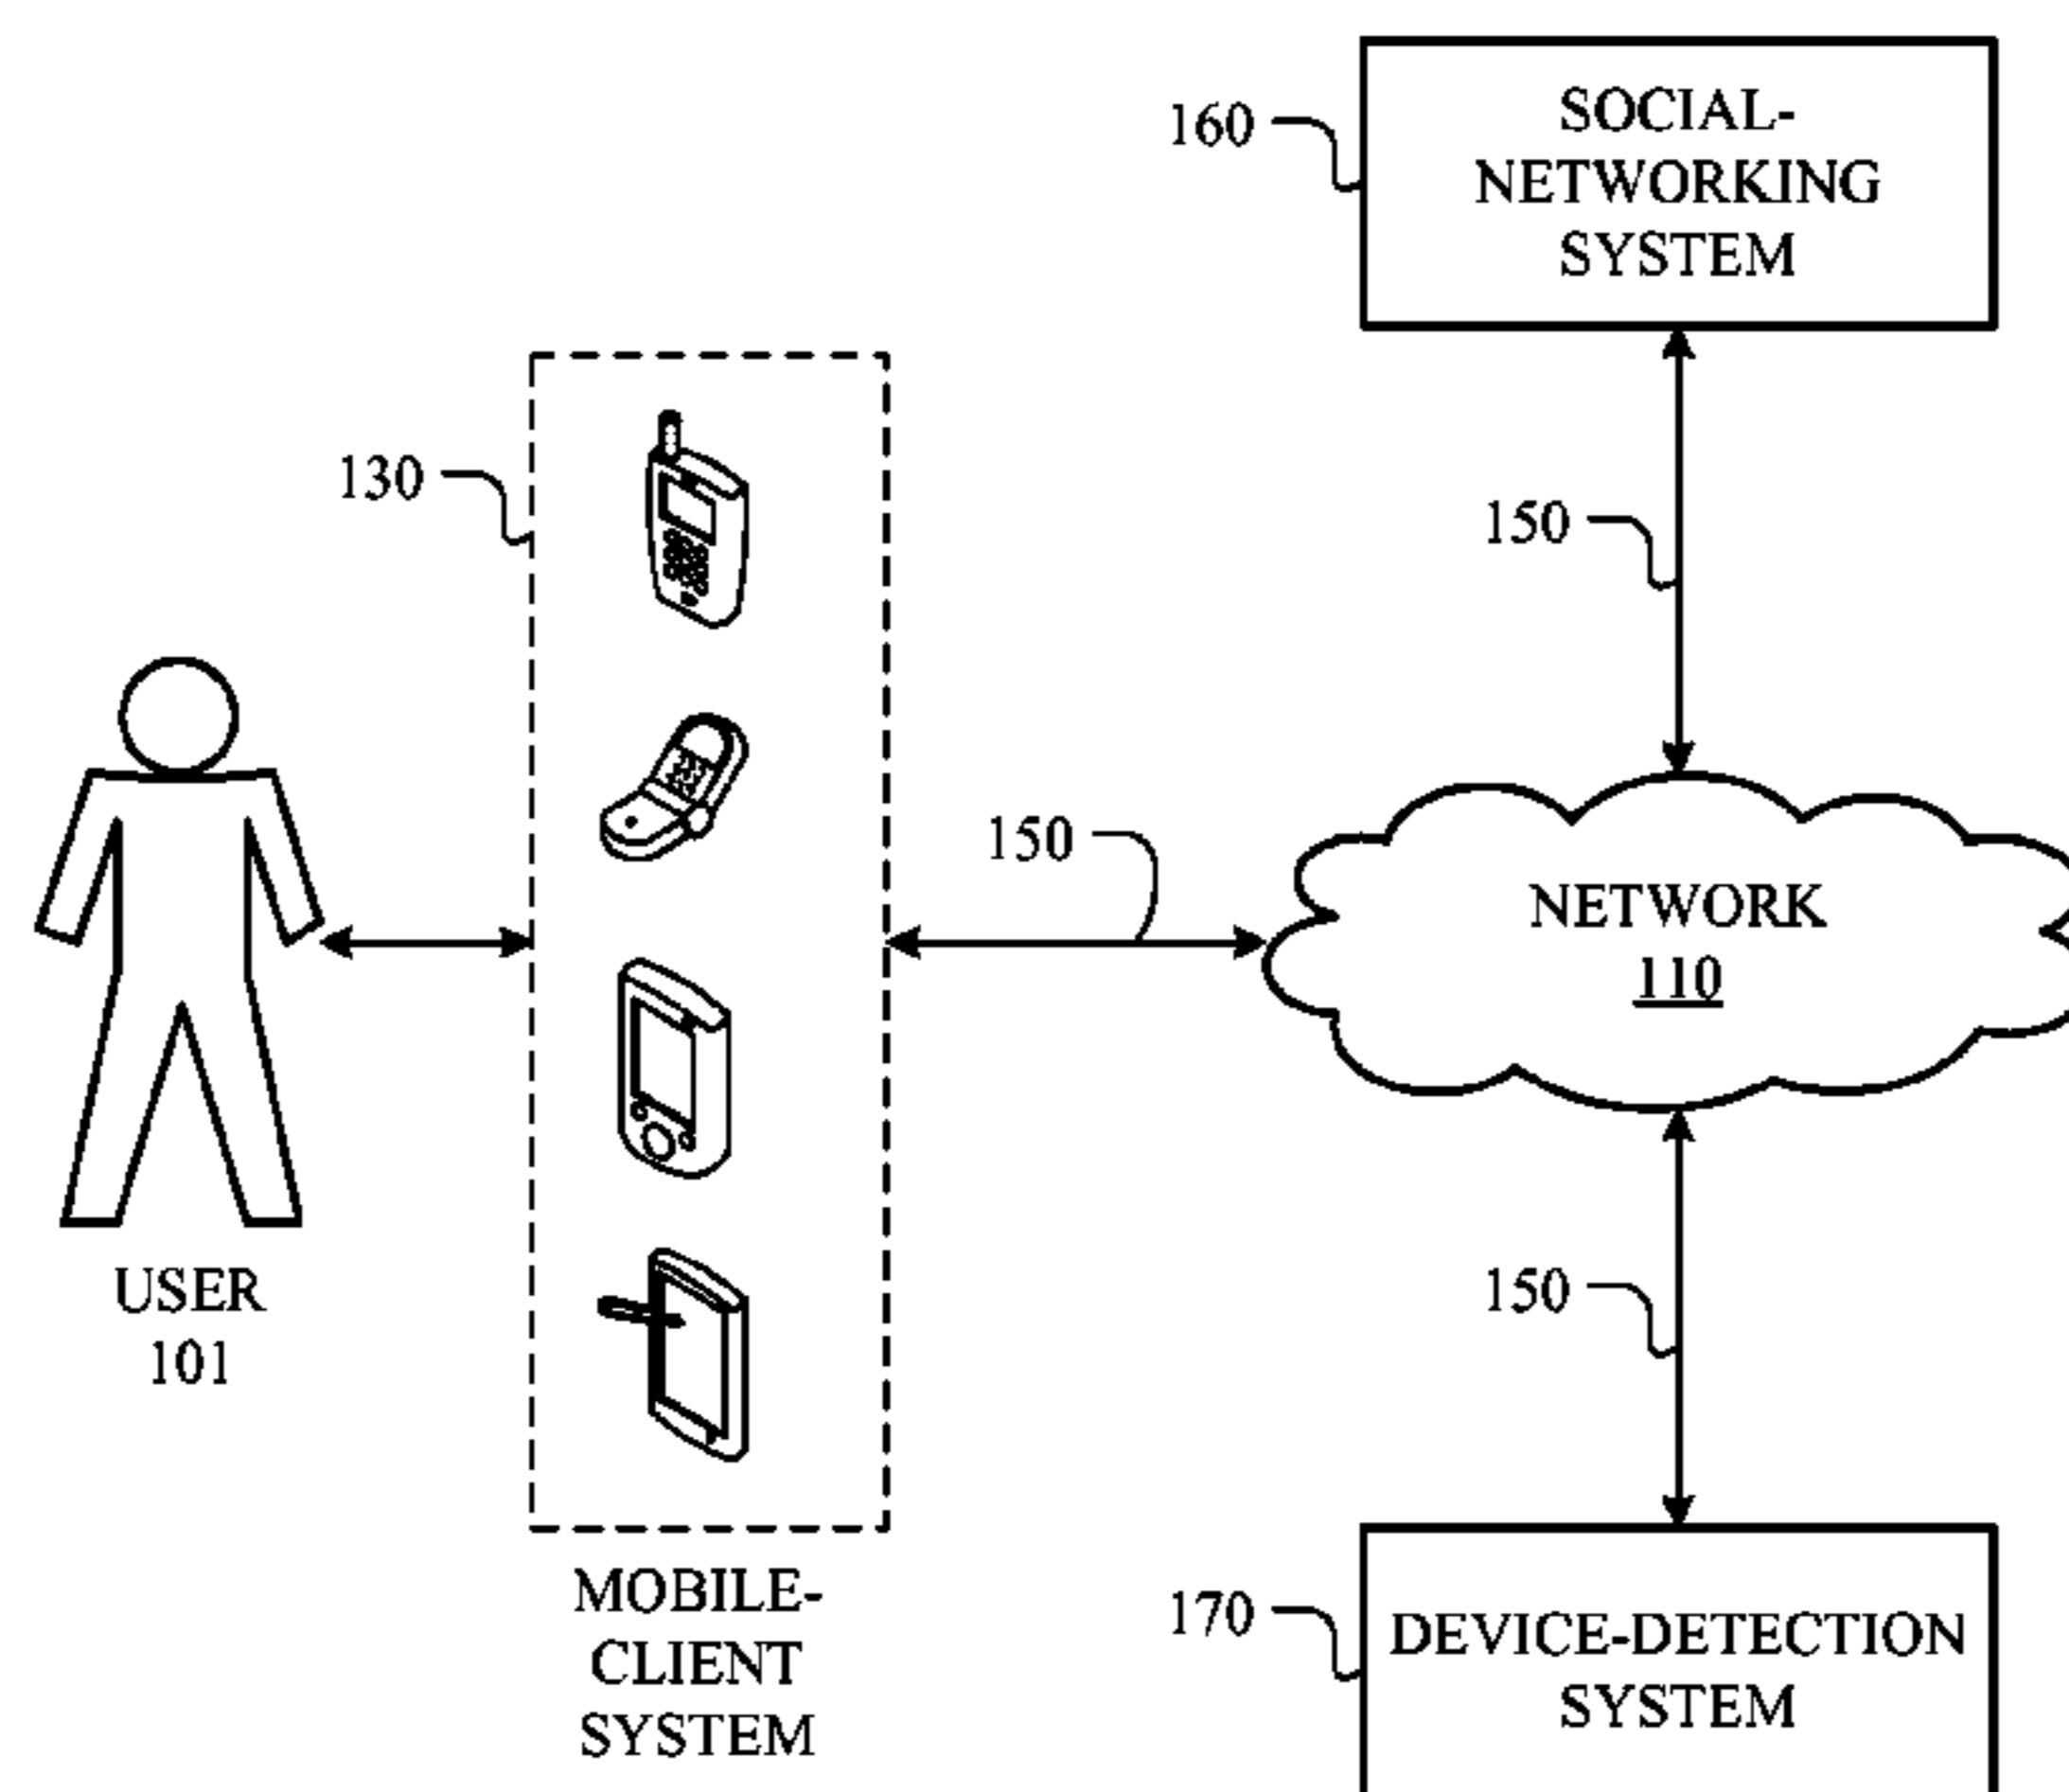 160
SOCIAL-
NETWORKING
SYSTEM
130
150
150
NETWORK
110
150
USER
101
MOBILE-
CLIENT
SYSTEM
170
DEVICE-DETECTION
SYSTEM